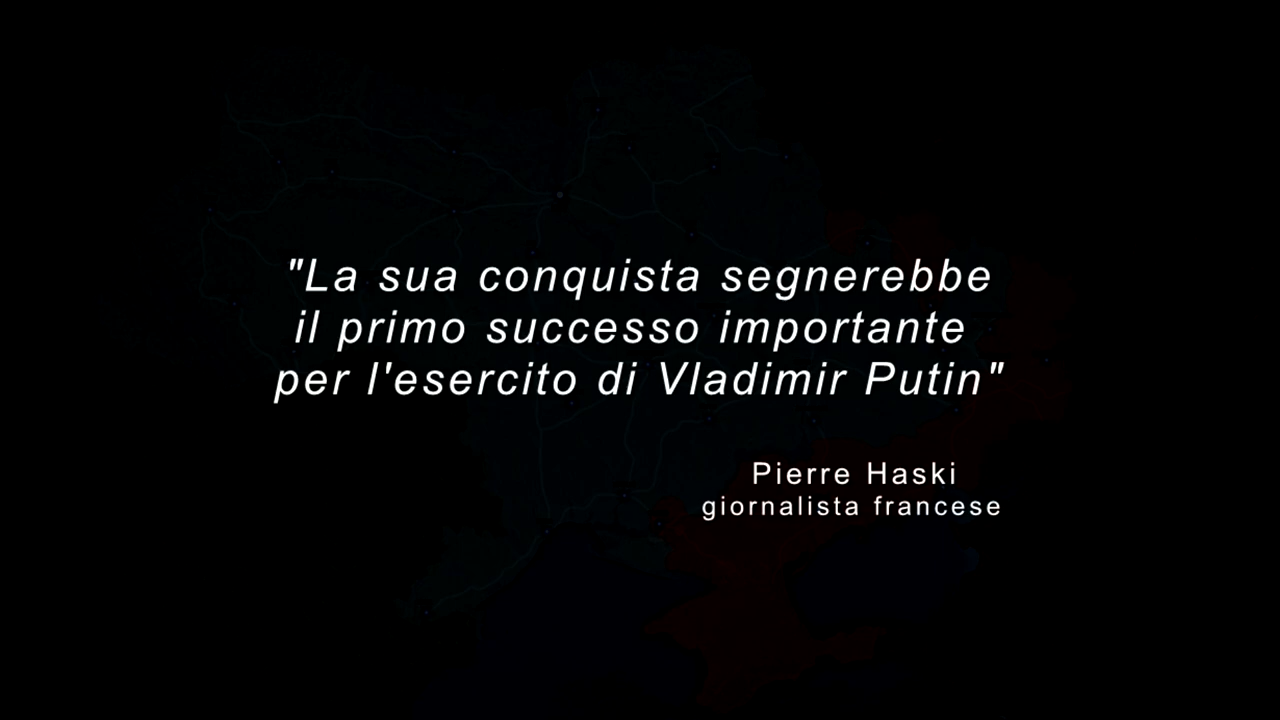 "La sua conquista segnerebbe
il primo successo importante
per l'esercito di Vladimir Putin"
Pierre Haski
giornalista francese